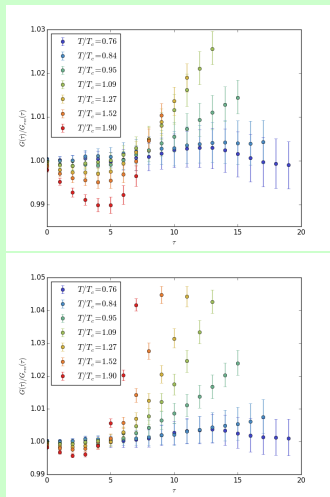 1.03
1.02
1.01
1.00
0.99
G(τ)/G_rec(τ)
T/T_c=0.76
T/T_c=0.84
T/T_c=0.95
T/T_c=1.09
T/T_c=1.27
T/T_c=1.52
T/T_c=1.90
0 5 10 15 20
τ
1.05
1.04
1.03
1.02
1.01
1.00
0.99
G(τ)/G_rec(τ)
T/T_c=0.76
T/T_c=0.84
T/T_c=0.95
T/T_c=1.09
T/T_c=1.27
T/T_c=1.52
T/T_c=1.90
0 5 10 15 20
τ